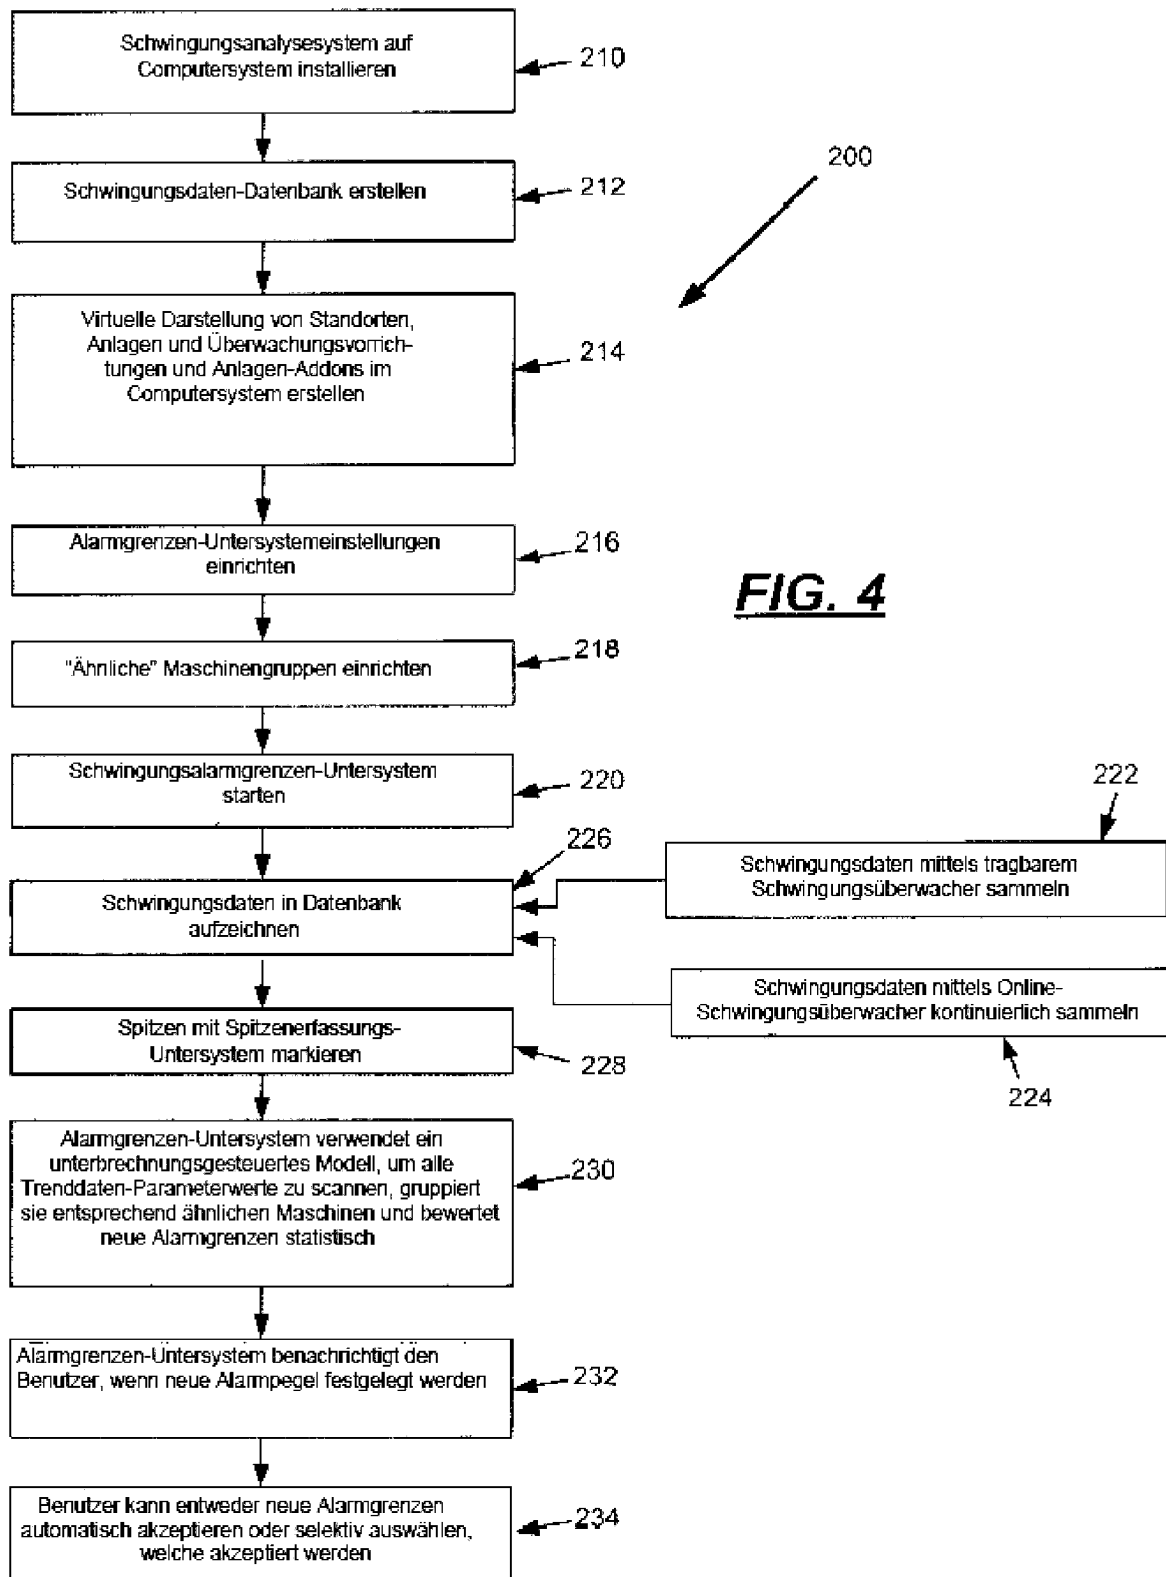 Schwingungsanalysesystem auf
Computersystem installieren
210
200
Schwingungsdaten-Datenbank erstellen
212
Virtuelle Darstellung von Standorten,
Anlagen und Überwachungsvorrich-
tungen und Anlagen-Addons im
Computersystem erstellen
214
Alarmgrenzen-Untersystemeinstellungen
einrichten
216
FIG. 4
"Ähnliche" Maschinengruppen einrichten
218
Schwingungsalarmgrenzen-Untersystem
starten
220
222
226
Schwingungsdaten mittels tragbarem
Schwingungsüberwacher sammeln
Schwingungsdaten in Datenbank
aufzeichnen
Schwingungsdaten mittels Online-
Schwingungsüberwacher kontinuierlich sammeln
224
Spitzen mit Spitzenerfassungs-
Untersystem markieren
228
Alarmgrenzen-Untersystem verwendet ein
unterbrechnungsgesteuertes Modell, um alle
Trenddaten-Parameterwerte zu scannen, gruppiert
sie entsprechend ähnlichen Maschinen und bewertet
neue Alarmgrenzen statistisch
230
Alarmgrenzen-Untersystem benachrichtigt den
Benutzer, wenn neue Alarmpegel festgelegt werden
232
Benutzer kann entweder neue Alarmgrenzen
automatisch akzeptieren oder selektiv auswählen,
welche akzeptiert werden
234